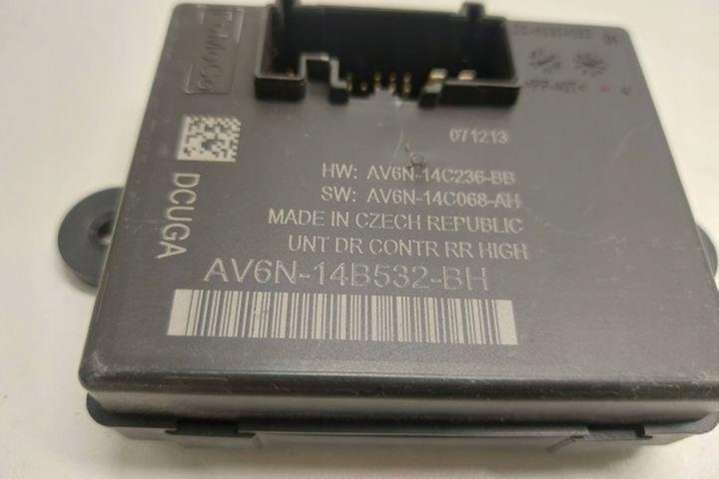 FoMoCo
071213
HW: AV6N-14C236-BB
SW: AV6N-14C068-AH
MADE IN CZECH REPUBLIC
UNT DR CONTR RR HIGH
DCUGA
AV6N-14B532-BH